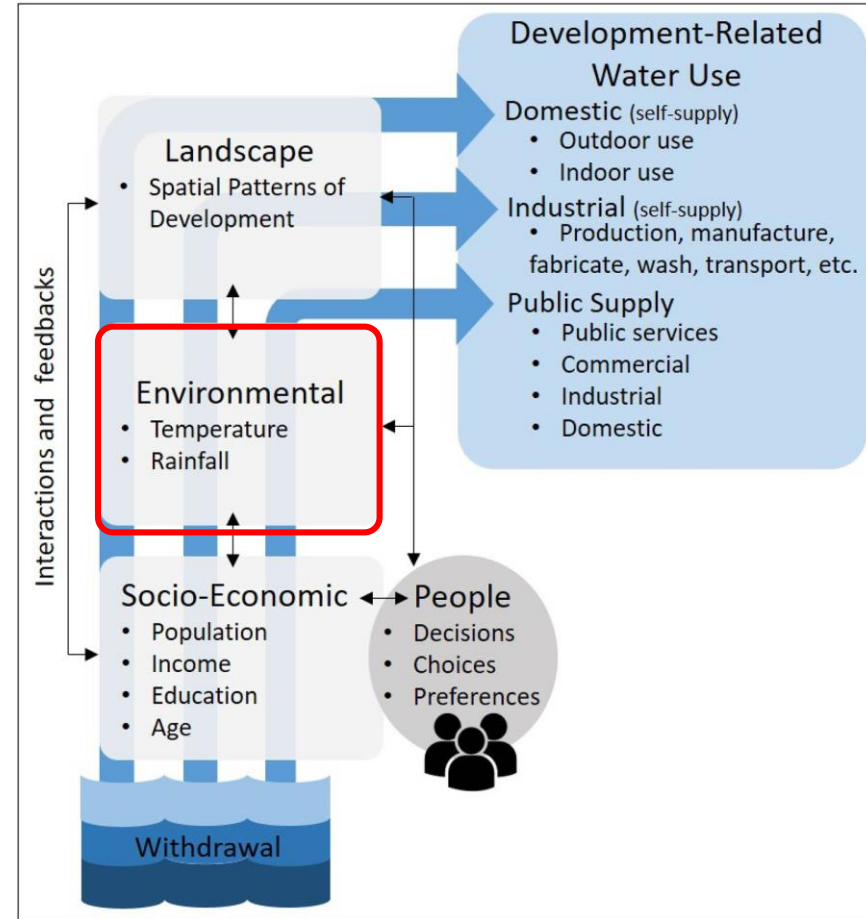 Development-Related
Water Use
Domestic (self-supply)
• Outdoor use
• Indoor use
Industrial (self-supply)
• Production, manufacture,
fabricate, wash, transport, etc.
Public Supply
• Public services
• Commercial
• Industrial
• Domestic
Landscape
• Spatial Patterns of
Development
Interactions and feedbacks
Environmental
• Temperature
• Rainfall
Socio-Economic
• Population
• Income
• Education
• Age
People
• Decisions
• Choices
• Preferences
Withdrawal